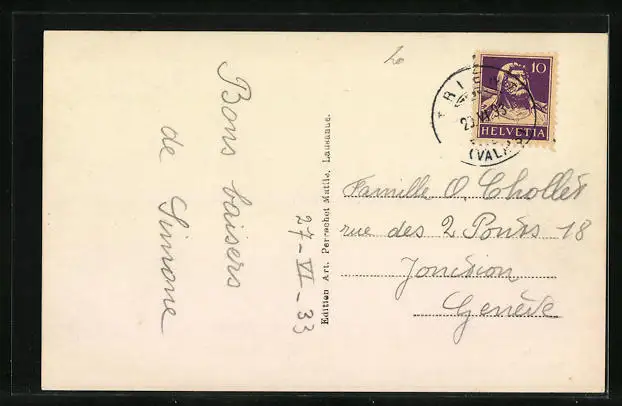 Bons baisers
de Simone
27-VI-33
Edition Art. Perrochet Matile, Lausanne.
10
HELVETIA
(VALAIS)
Famille O. Chollet
rue des 2 Ponts 18
Jonction
Genève